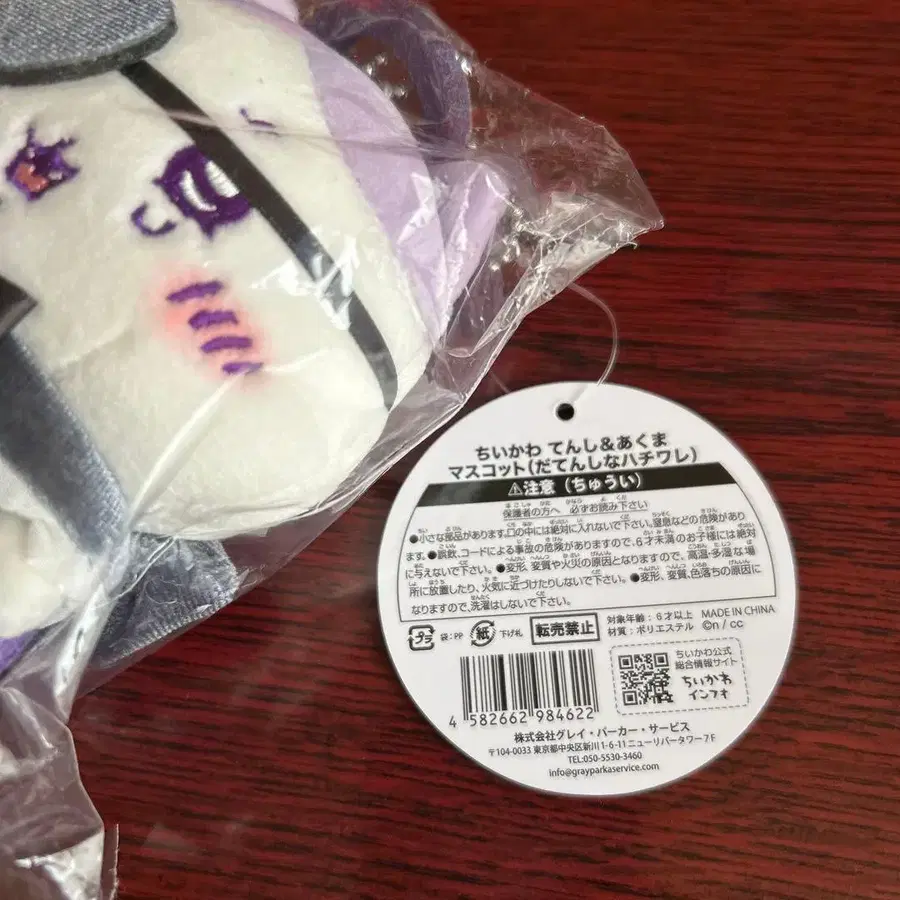 ちいかわ てんし&あくま
マスコット(だてんしなハチワレ)
⚠注意(ちゅうい)
保護者の方へ 必ずお読み下さい
●小さな部品があります。口の中には絶対に入れないで下さい。窒息などの危険があり
ます。●誤飲、コードによる事故の危険がありますので、6才未満のお子様には絶対
に与えないで下さい。●変形、変質や火災の原因となりますので、高温・多湿な場
所に放置したり、火気に近づけたりしないで下さい。●変形、変質、色落ちの原因に
なりますので、洗濯はしないで下さい。
プラ 袋:PP 紙 下げ札 転売禁止 対象年齢:6才以上 MADE IN CHINA
材質:ポリエステル ©n / cc
ちいかわ公式
総合情報サイト
ちいかわ
インフォ
4 582662 984622
株式会社グレイ・パーカー・サービス
〒104-0033 東京都中央区新川1-6-11 ニューリバータワー7F
TEL:050-5530-3460
info@grayparkaservice.com